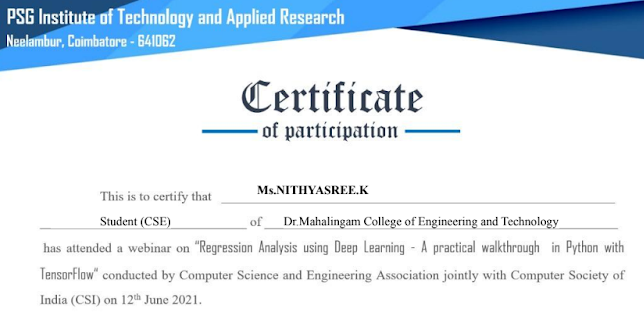 PSG Institute of Technology and Applied Research
Neelambur, Coimbatore - 641062
Certificate
of participation
This is to certify that Ms.NITHYASREE.K
Student (CSE) of Dr.Mahalingam College of Engineering and Technology
has attended a webinar on "Regression Analysis using Deep Learning - A practical walkthrough in Python with
TensorFlow" conducted by Computer Science and Engineering Association jointly with Computer Society of
India (CSI) on 12th June 2021.